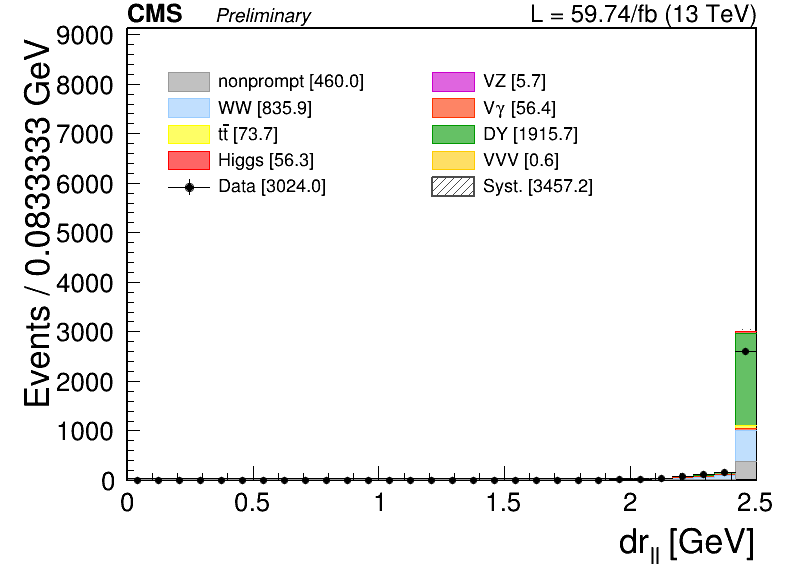 CMS Preliminary L = 59.74/fb (13 TeV)
Events / 0.0833333 GeV
9000
8000
7000
6000
5000
4000
3000
2000
1000
0
nonprompt [460.0] VZ [5.7]
WW [835.9] Vγ [56.4]
tt̄ [73.7] DY [1915.7]
Higgs [56.3] VVV [0.6]
Data [3024.0] Syst. [3457.2]
0 0.5 1 1.5 2 2.5
dr_ll [GeV]